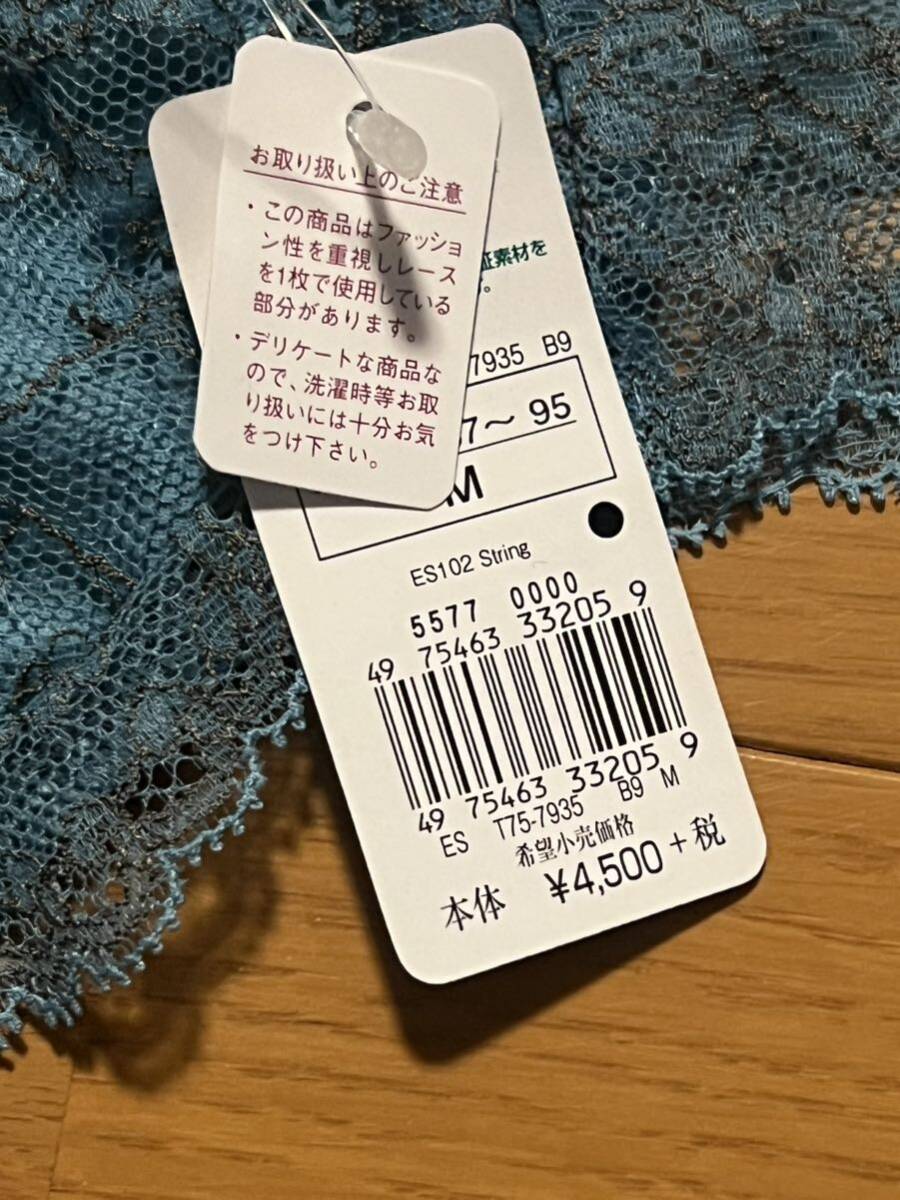 お取り扱い上のご注意
・この商品はファッショ
ン性を重視しレース
を1枚で使用している
部分があります。
・デリケートな商品な
ので、洗濯時等お取
り扱いには十分お気
をつけ下さい。
素材を
。
7935 B9
7〜95
M
ES102 String
5577 0000
49 75463 33205 9
49 75463 33205 9
ES T75-7935 B9 M
希望小売価格
本体 ¥4,500+税